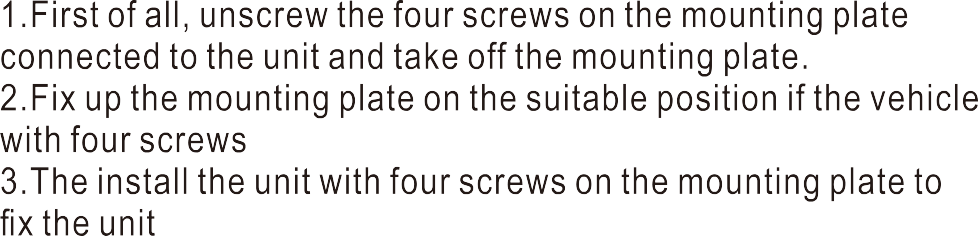 1.First of all, unscrew the four screws on the mounting plate
connected to the unit and take off the mounting plate.
2.Fix up the mounting plate on the suitable position if the vehicle
with four screws
3.The install the unit with four screws on the mounting plate to
fix the unit